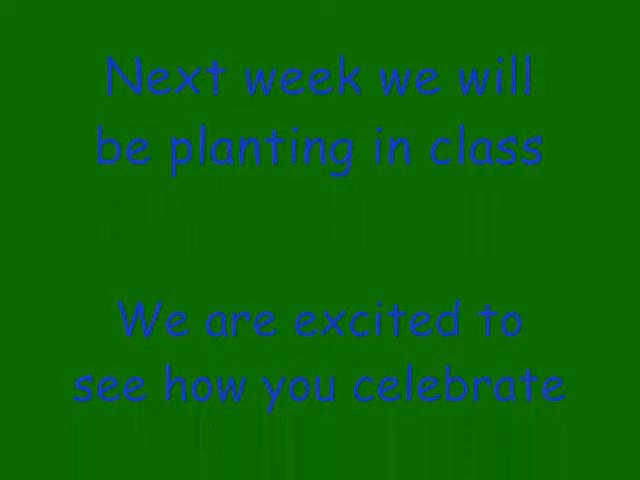 Next week we will
be planting in class
We are excited to
see how you celebrate